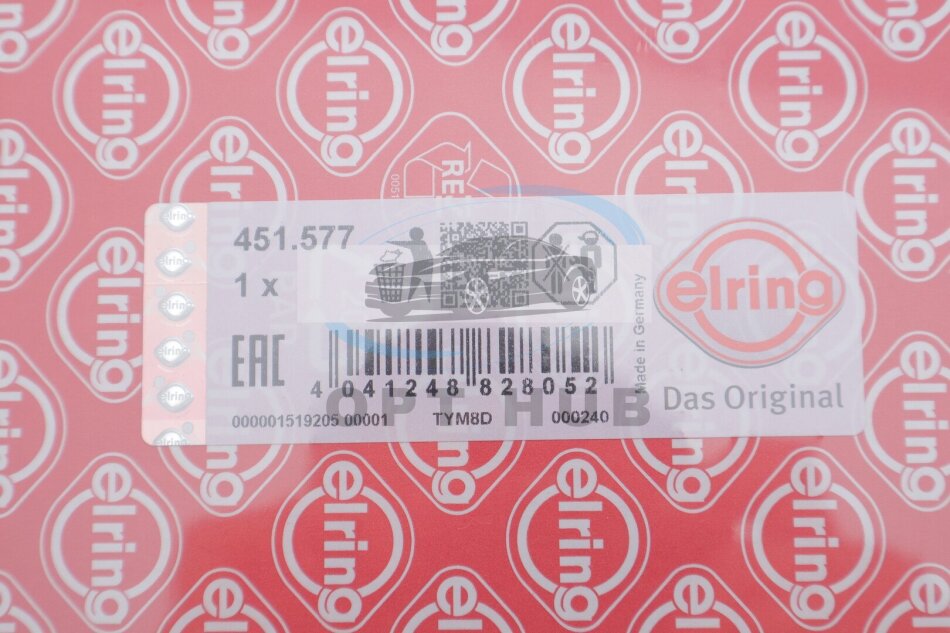 451.577
1 x
EAC
4 041248 828052
000001519205 00001 TYM8D 000240
Made in Germany
elring
Das Original
OPT HUB